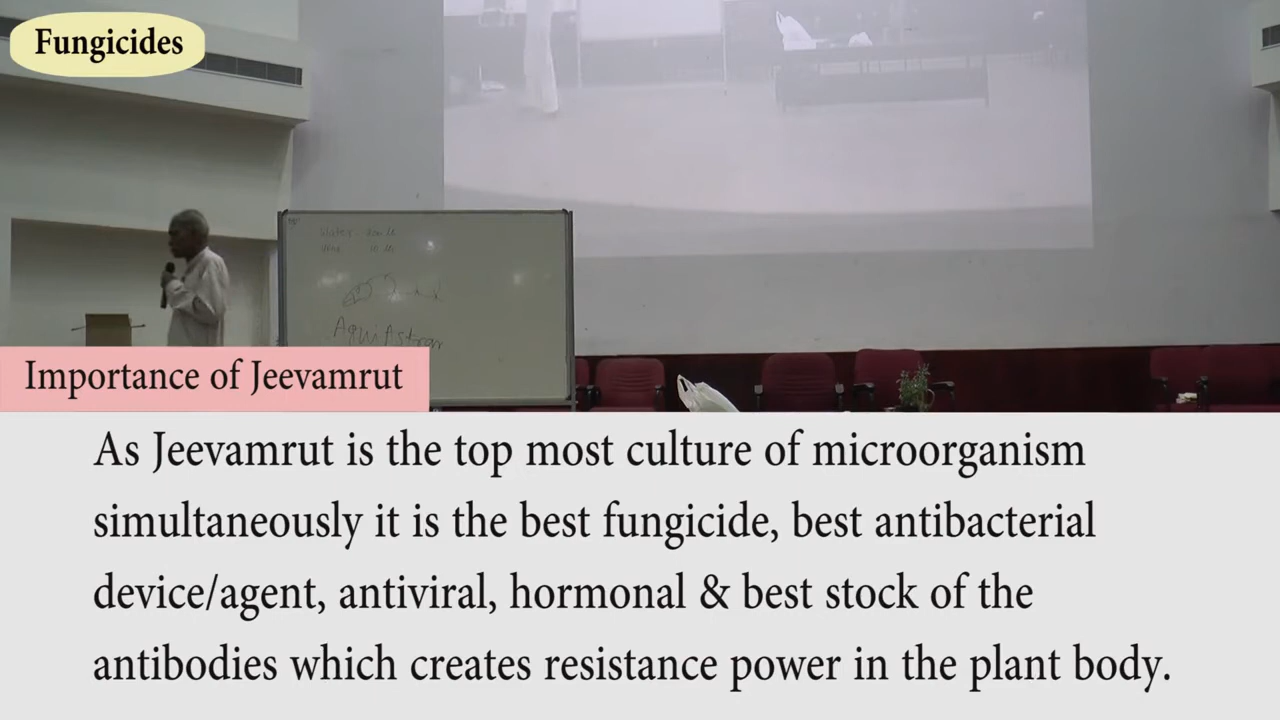 Fungicides
AgniAstra
Importance of Jeevamrut
As Jeevamrut is the top most culture of microorganism
simultaneously it is the best fungicide, best antibacterial
device/agent, antiviral, hormonal & best stock of the
antibodies which creates resistance power in the plant body.